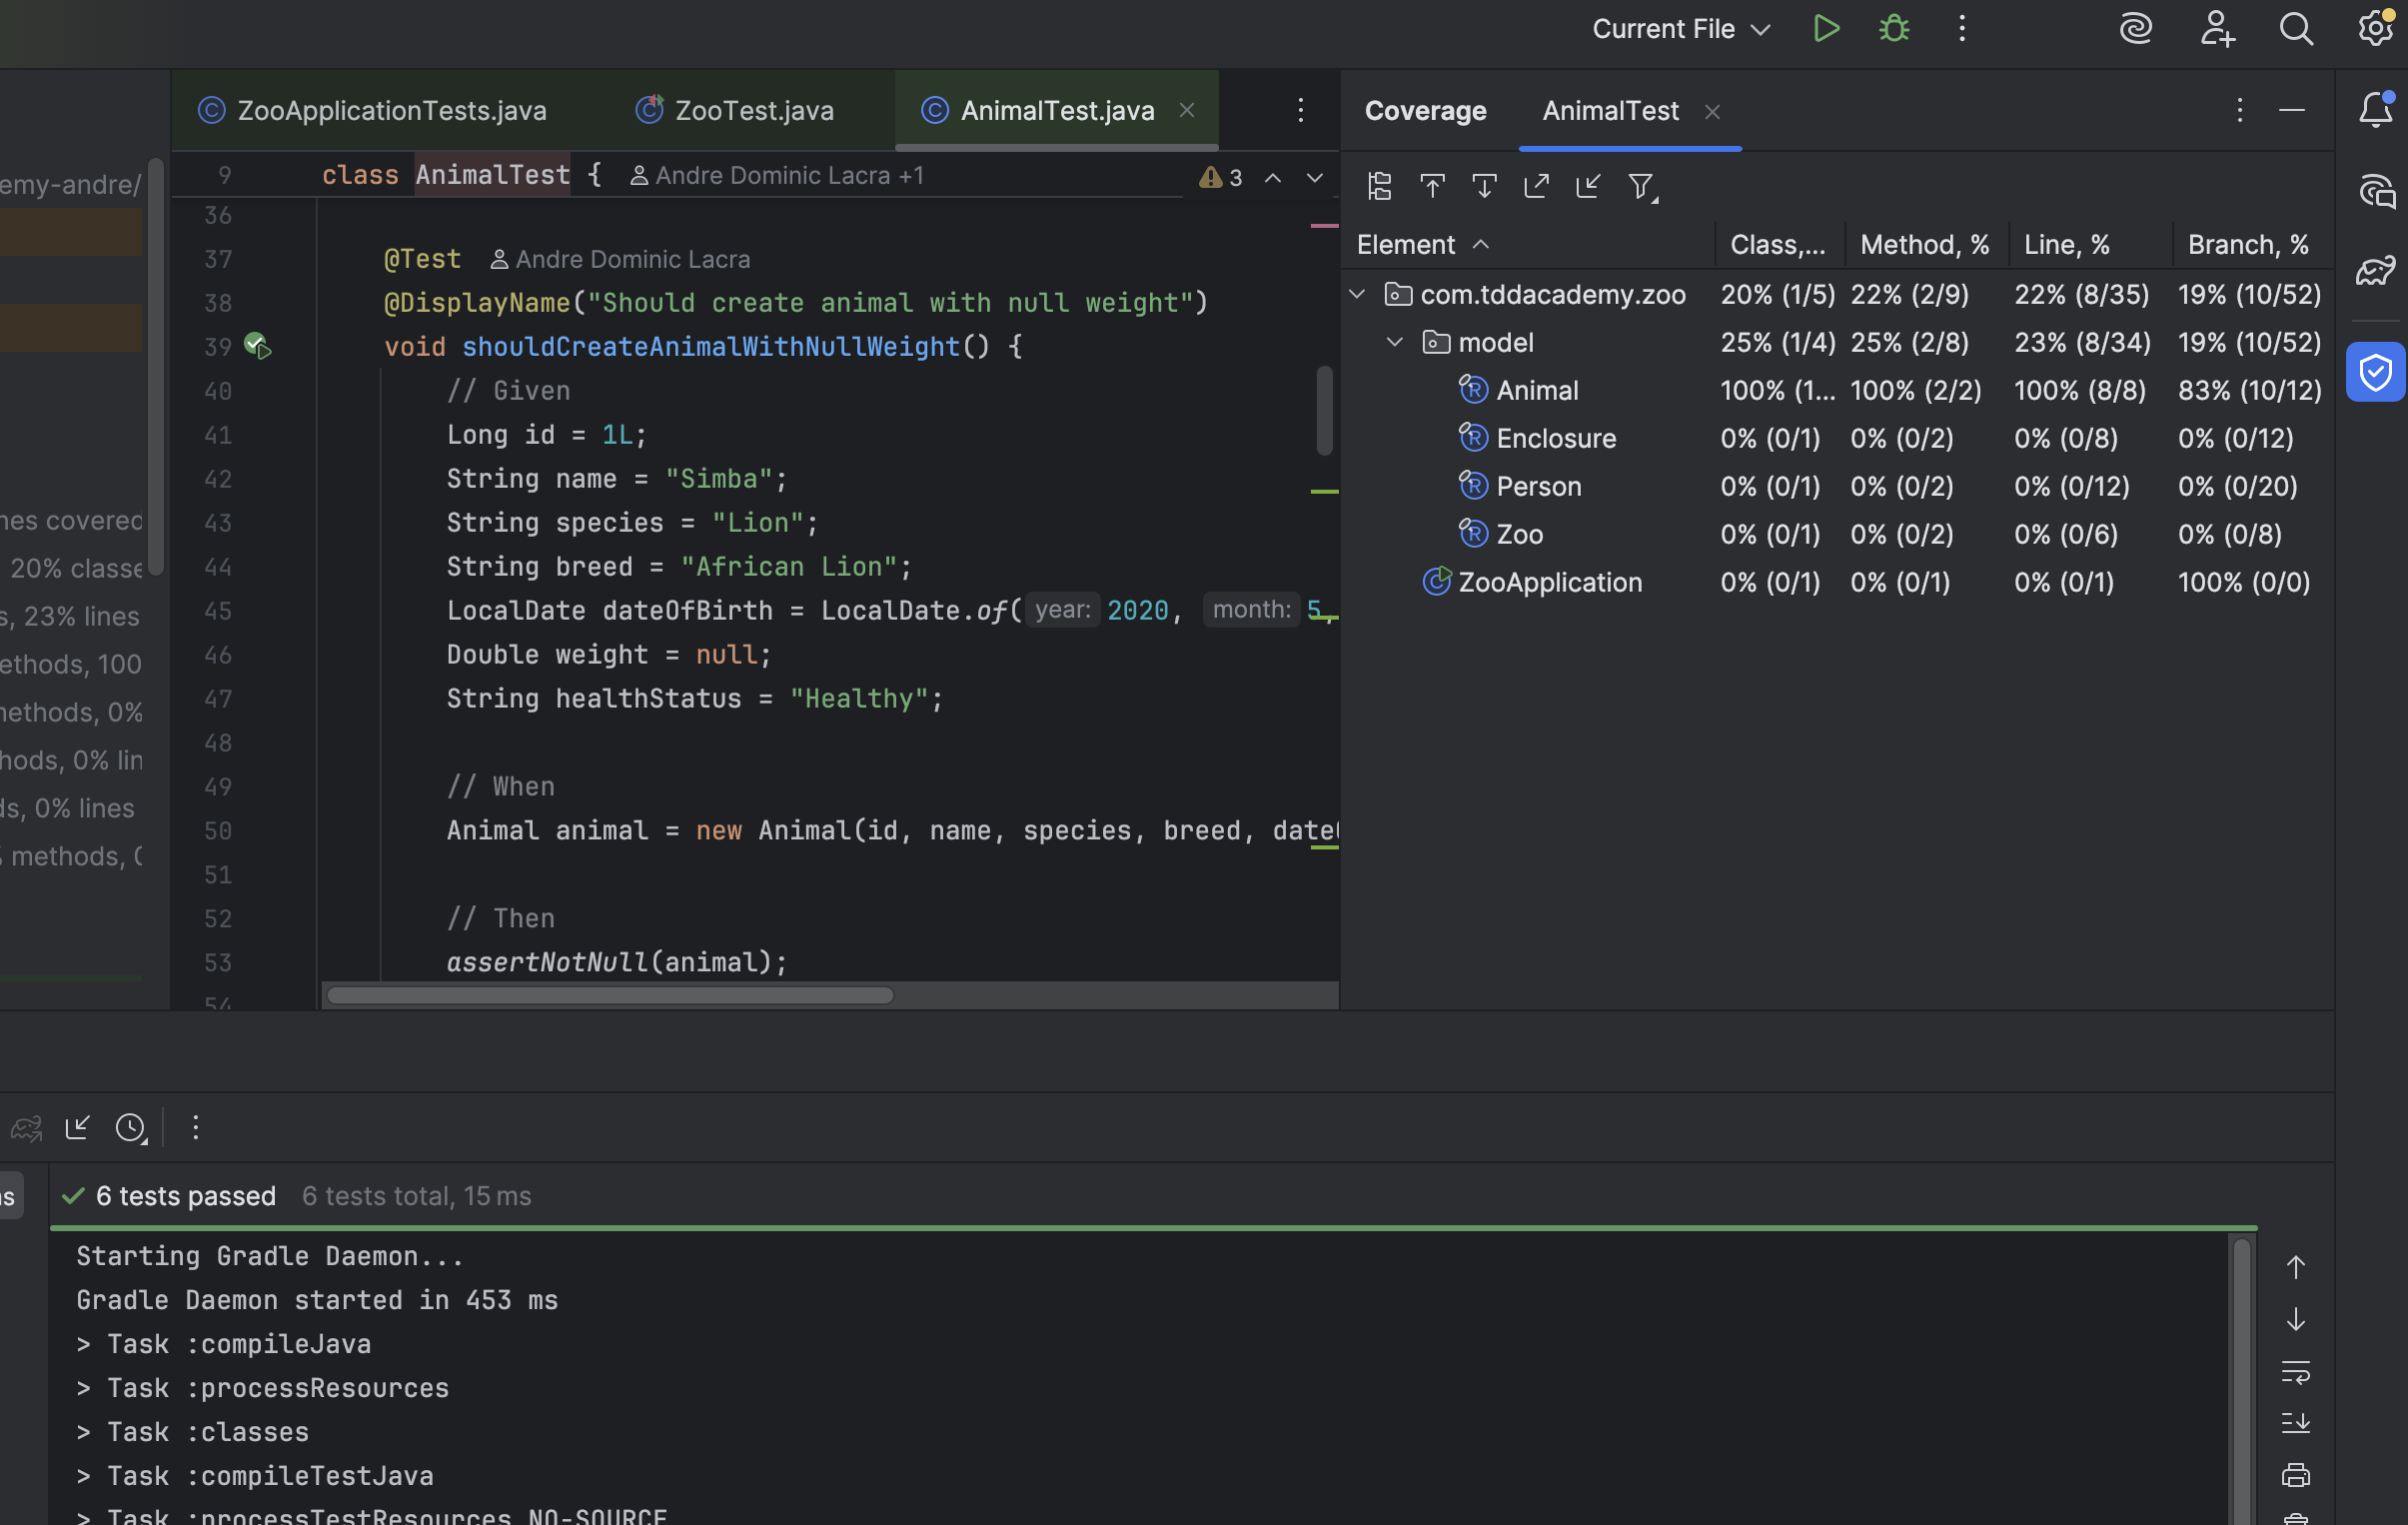 Current File
ZooApplicationTests.java
ZooTest.java
AnimalTest.java
Coverage
AnimalTest
emy-andre/
9 class AnimalTest { Andre Dominic Lacra +1
3
36
37 @Test Andre Dominic Lacra
38 @DisplayName("Should create animal with null weight")
39 void shouldCreateAnimalWithNullWeight() {
40 // Given
41 Long id = 1L;
42 String name = "Simba";
43 String species = "Lion";
44 String breed = "African Lion";
45 LocalDate dateOfBirth = LocalDate.of( year: 2020, month: 5,
46 Double weight = null;
47 String healthStatus = "Healthy";
48
49 // When
50 Animal animal = new Animal(id, name, species, breed, date
51
52 // Then
53 assertNotNull(animal);
54
nes covered
20% classe
s, 23% lines
ethods, 100
methods, 0%
hods, 0% lin
ds, 0% lines
methods, 0
Element Class,... Method, % Line, % Branch, %
com.tddacademy.zoo 20% (1/5) 22% (2/9) 22% (8/35) 19% (10/52)
model 25% (1/4) 25% (2/8) 23% (8/34) 19% (10/52)
Animal 100% (1... 100% (2/2) 100% (8/8) 83% (10/12)
Enclosure 0% (0/1) 0% (0/2) 0% (0/8) 0% (0/12)
Person 0% (0/1) 0% (0/2) 0% (0/12) 0% (0/20)
Zoo 0% (0/1) 0% (0/2) 0% (0/6) 0% (0/8)
ZooApplication 0% (0/1) 0% (0/1) 0% (0/1) 100% (0/0)
6 tests passed 6 tests total, 15 ms
Starting Gradle Daemon...
Gradle Daemon started in 453 ms
> Task :compileJava
> Task :processResources
> Task :classes
> Task :compileTestJava
> Task :processTestResources NO-SOURCE